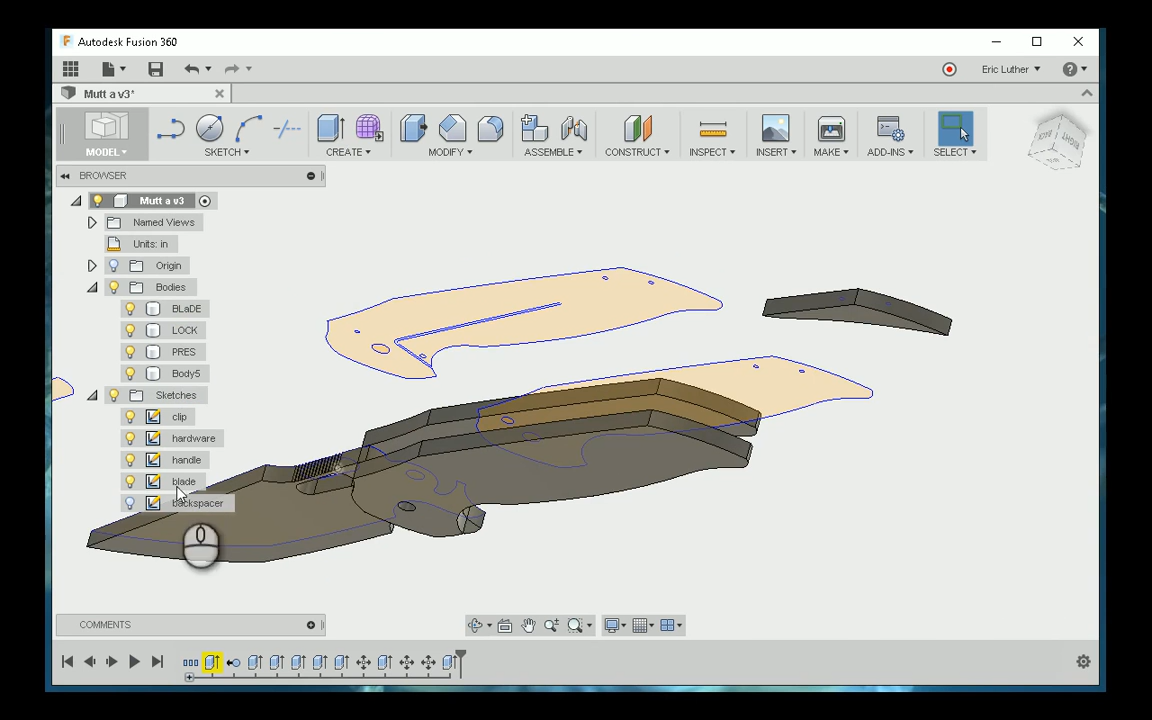 Autodesk Fusion 360
Eric Luther
Mutt a v3*
MODEL SKETCH CREATE MODIFY ASSEMBLE CONSTRUCT INSPECT INSERT MAKE ADD-INS SELECT
BROWSER
Mutt a v3
Named Views
Units: in
Origin
Bodies
BLaDE
LOCK
PRES
Body5
Sketches
clip
hardware
handle
blade
backspacer
COMMENTS